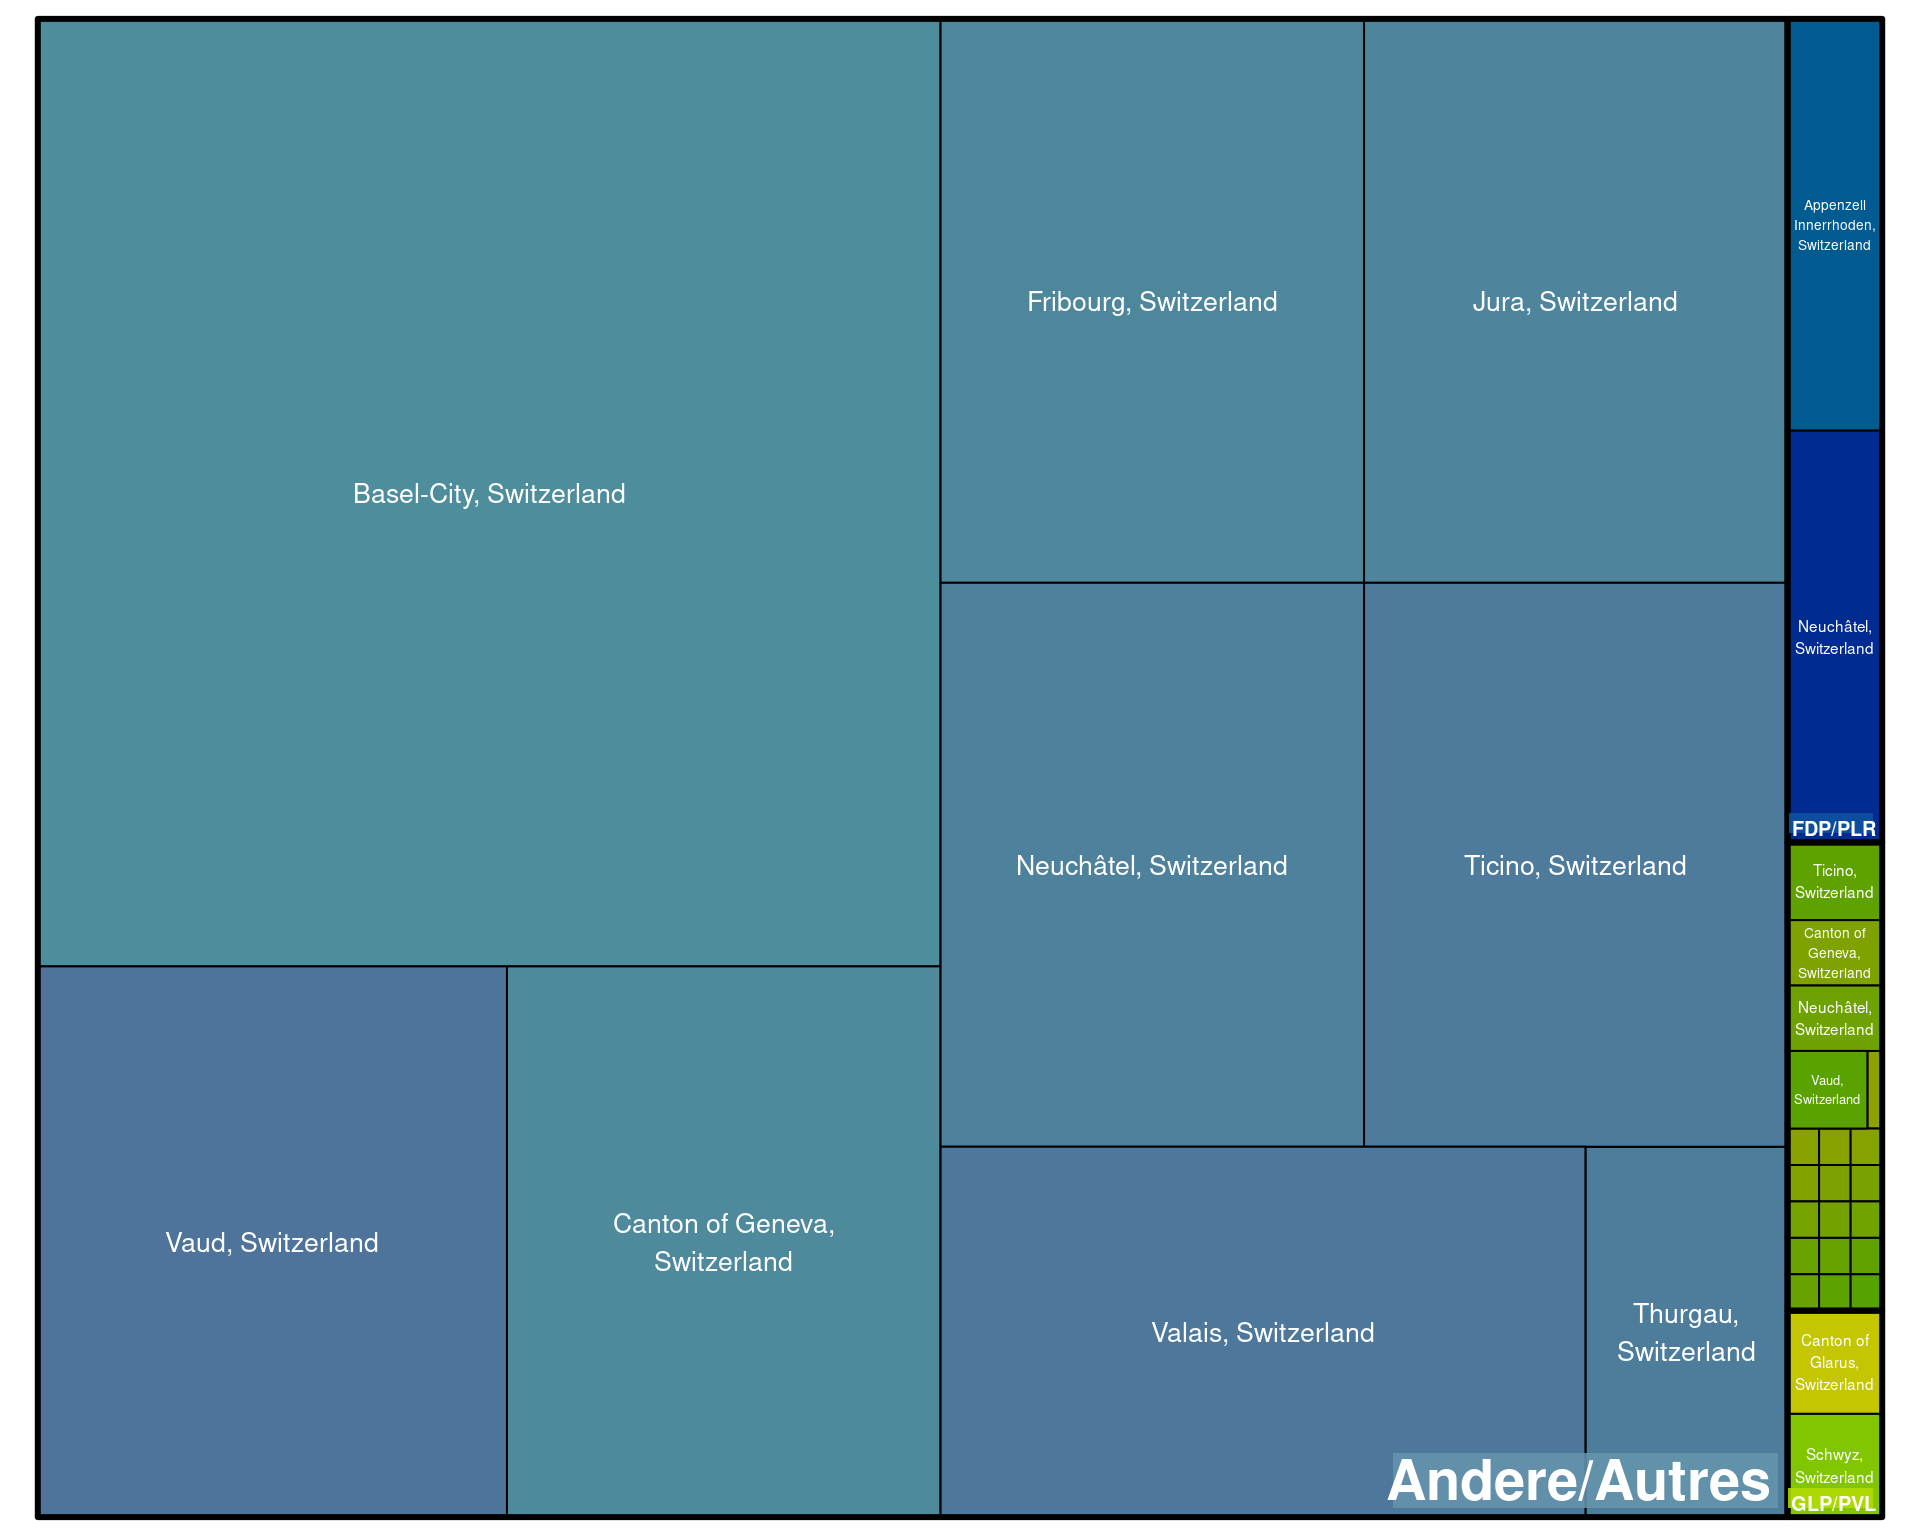 Basel-City, Switzerland
Vaud, Switzerland
Canton of Geneva,
Switzerland
Fribourg, Switzerland
Jura, Switzerland
Neuchâtel, Switzerland
Ticino, Switzerland
Valais, Switzerland
Thurgau,
Switzerland
Andere/Autres
Appenzell
Innerrhoden,
Switzerland
Neuchâtel,
Switzerland
FDP/PLR
Ticino,
Switzerland
Canton of
Geneva,
Switzerland
Neuchâtel,
Switzerland
Vaud,
Switzerland
Canton of
Glarus,
Switzerland
Schwyz,
Switzerland
GLP/PVL